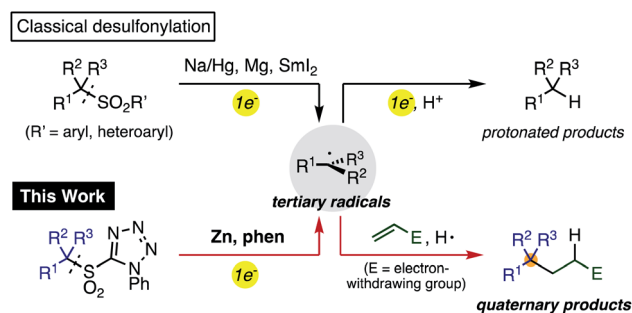 Classical desulfonylation
R² R³
R¹ SO₂R'
(R' = aryl, heteroaryl)
Na/Hg, Mg, SmI₂
1e⁻
1e⁻, H⁺
R² R³
R¹ H
protonated products
R¹ · R³
R²
tertiary radicals
This Work
R² R³
R¹ S
O₂
N N
N
N
Ph
Zn, phen
1e⁻
E , H·
(E = electron-
withdrawing group)
R² R³ H
R¹ E
quaternary products